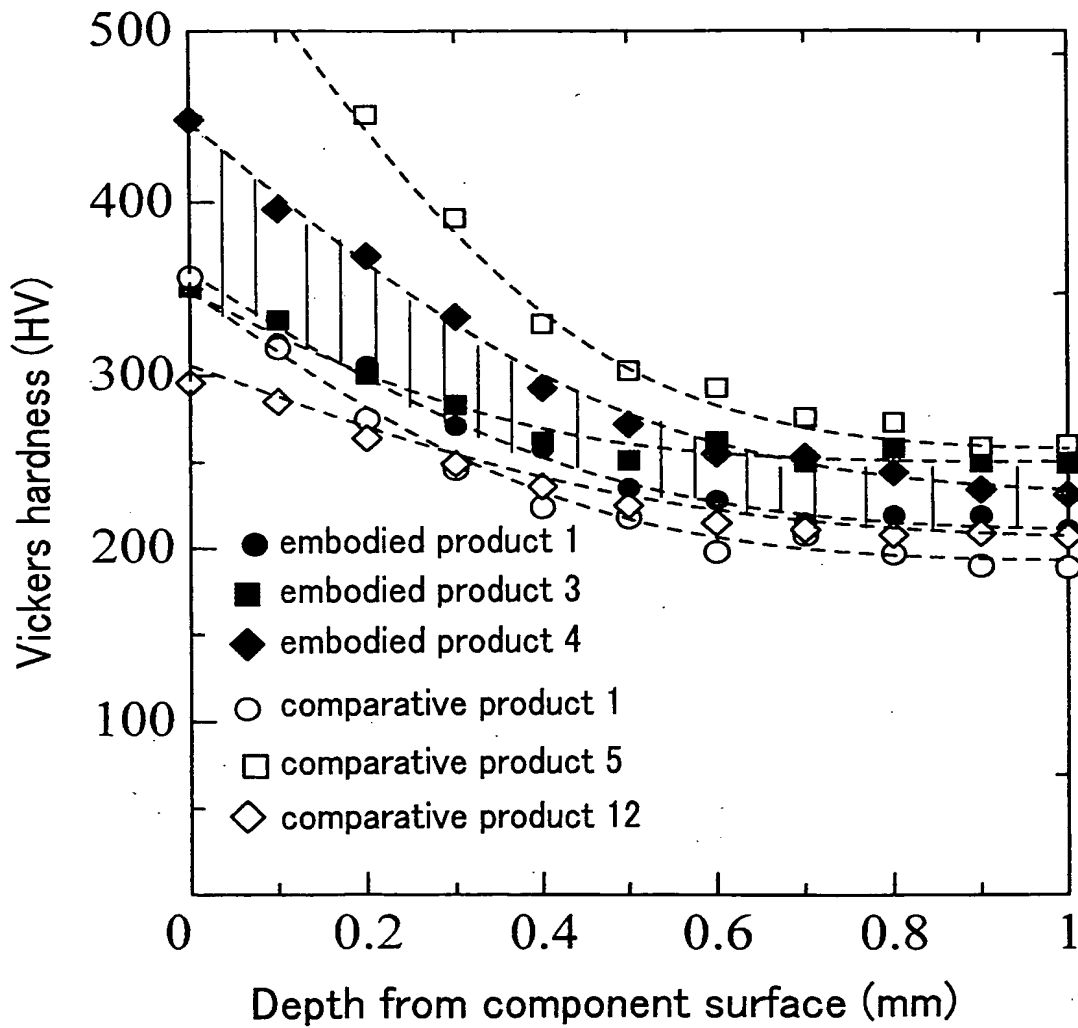 500
400
300
200
100
Vickers hardness (HV)
embodied product 1
embodied product 3
embodied product 4
comparative product 1
comparative product 5
comparative product 12
0 0.2 0.4 0.6 0.8 1
Depth from component surface (mm)